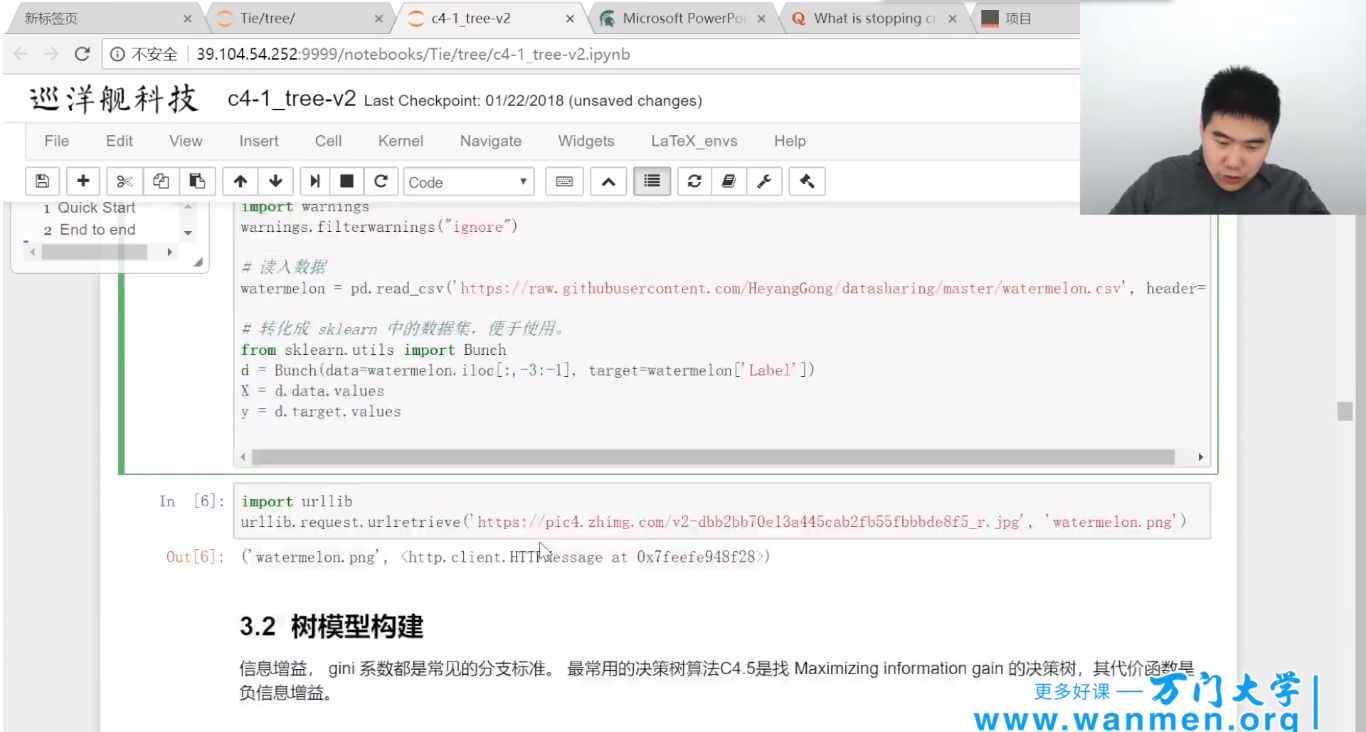 新标签页
Tie/tree/
c4-1_tree-v2
Microsoft PowerPoi
What is stopping cr
项目
不安全
39.104.54.252:9999/notebooks/Tie/tree/c4-1_tree-v2.ipynb
巡洋舰科技
c4-1_tree-v2 Last Checkpoint: 01/22/2018 (unsaved changes)
File Edit View Insert Cell Kernel Navigate Widgets LaTeX_envs Help
Code
1 Quick Start
2 End to end
import warnings
warnings.filterwarnings("ignore")
# 读入数据
watermelon = pd.read_csv('https://raw.githubusercontent.com/HeyangGong/datasharing/master/watermelon.csv', header=
# 转化成 sklearn 中的数据集，便于使用。
from sklearn.utils import Bunch
d = Bunch(data=watermelon.iloc[:,-3:-1], target=watermelon['Label'])
X = d.data.values
y = d.target.values
In [6]:
import urllib
urllib.request.urlretrieve('https://pic4.zhimg.com/v2-dbb2bb70e13a445cab2fb55fbbbde8f5_r.jpg', 'watermelon.png')
Out[6]:
('watermelon.png', <http.client.HTTPMessage at 0x7feefe948f28>)
3.2 树模型构建
信息增益， gini 系数都是常见的分支标准。 最常用的决策树算法C4.5是找 Maximizing information gain 的决策树，其代价函数是
负信息增益。
更多好课 — 万门大学
www.wanmen.org